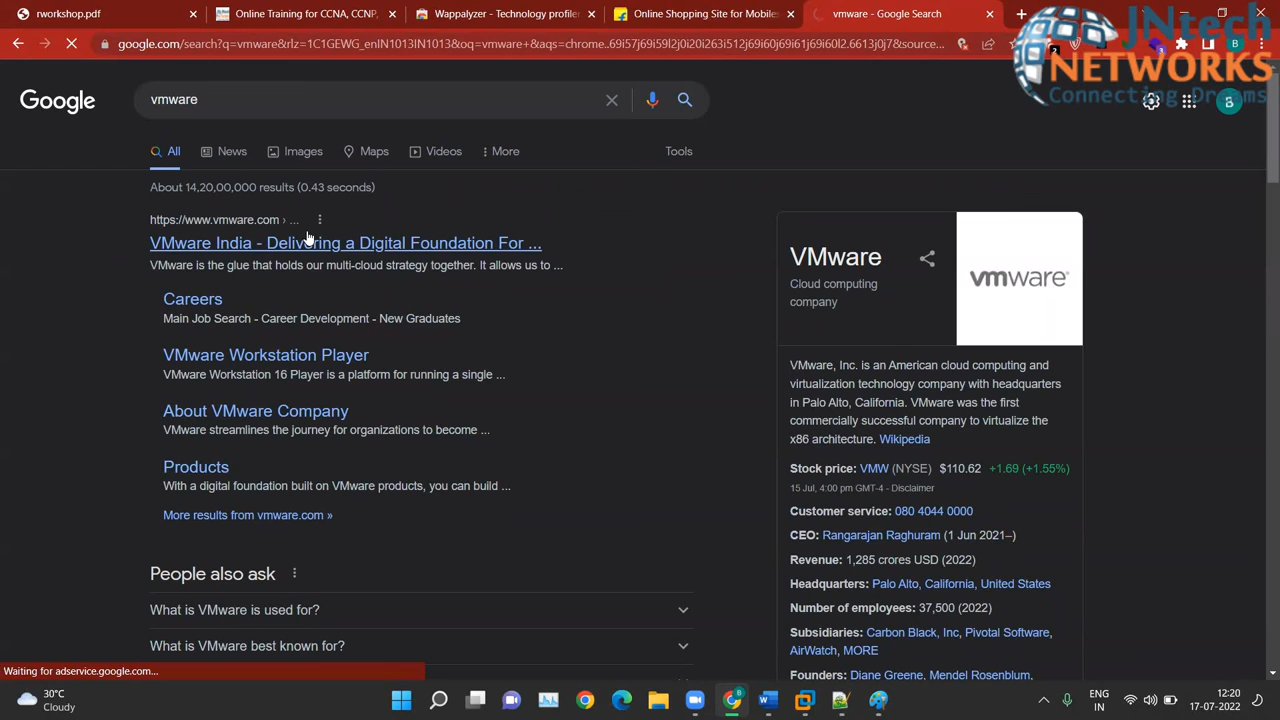 rworkshop.pdf
Online Training for CCNA, CCNP,
Wappalyzer - Technology profiler
Online Shopping Site for Mobiles
vmware - Google Search
google.com/search?q=vmware&rlz=1C1GEWG_enIN1013IN1013&oq=vmware+&aqs=chrome..69i57j69i59l2j0i20i263i512j69i60j69i61j69i60l2.6613j0j7&source...
JNtech
NETWORKS
Connecting Dreams
Google
vmware
All News Images Maps Videos More Tools
About 14,20,00,000 results (0.43 seconds)
https://www.vmware.com › ...
VMware India - Delivering a Digital Foundation For ...
VMware is the glue that holds our multi-cloud strategy together. It allows us to ...
Careers
Main Job Search - Career Development - New Graduates
VMware Workstation Player
VMware Workstation 16 Player is a platform for running a single ...
About VMware Company
VMware streamlines the journey for organizations to become ...
Products
With a digital foundation built on VMware products, you can build ...
More results from vmware.com »
People also ask
What is VMware is used for?
What is VMware best known for?
VMware
Cloud computing
company
vmware®
VMware, Inc. is an American cloud computing and
virtualization technology company with headquarters
in Palo Alto, California. VMware was the first
commercially successful company to virtualize the
x86 architecture. Wikipedia
Stock price: VMW (NYSE) $110.62 +1.69 (+1.55%)
15 Jul, 4:00 pm GMT-4 - Disclaimer
Customer service: 080 4044 0000
CEO: Rangarajan Raghuram (1 Jun 2021–)
Revenue: 1,285 crores USD (2022)
Headquarters: Palo Alto, California, United States
Number of employees: 37,500 (2022)
Subsidiaries: Carbon Black, Inc, Pivotal Software,
AirWatch, MORE
Founders: Diane Greene, Mendel Rosenblum,
Waiting for adservice.google.com...
30°C
Cloudy
ENG
IN
12:20
17-07-2022